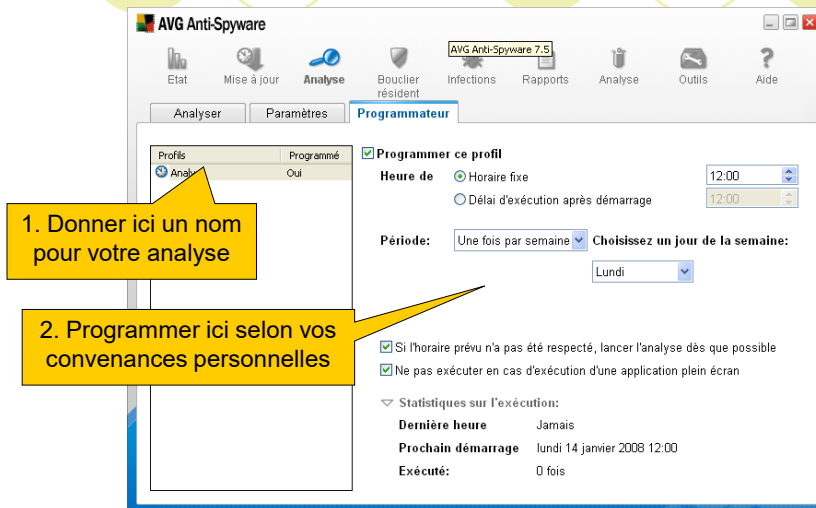 AVG Anti-Spyware
AVG Anti-Spyware 7.5
Etat Mise à jour Analyse Bouclier résident Infections Rapports Analyse Outils Aide
Analyser Paramètres Programmateur
Profils Programmé
Analy Oui
Programmer ce profil
Heure de Horaire fixe 12:00
Délai d'exécution après démarrage 12:00
1. Donner ici un nom
pour votre analyse
Période: Une fois par semaine Choisissez un jour de la semaine:
Lundi
2. Programmer ici selon vos
convenances personnelles
Si l'horaire prévu n'a pas été respecté, lancer l'analyse dès que possible
Ne pas exécuter en cas d'exécution d'une application plein écran
Statistiques sur l'exécution:
Dernière heure Jamais
Prochain démarrage lundi 14 janvier 2008 12:00
Exécuté: 0 fois